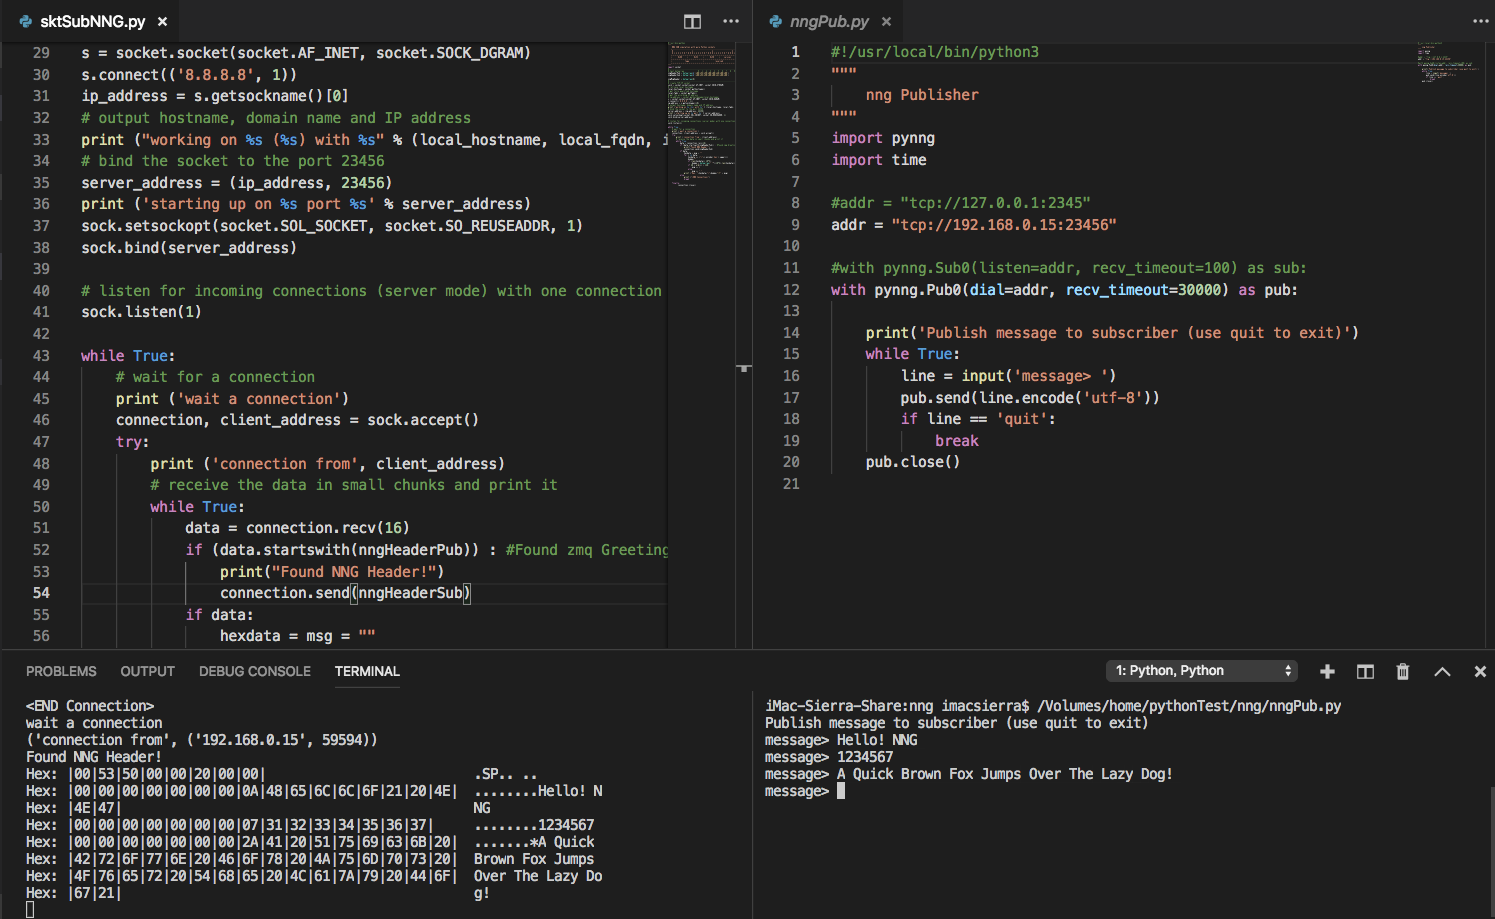 sktSubNNG.py
29 s = socket.socket(socket.AF_INET, socket.SOCK_DGRAM)
30 s.connect(('8.8.8.8', 1))
31 ip_address = s.getsockname()[0]
32 # output hostname, domain name and IP address
33 print ("working on %s (%s) with %s" % (local_hostname, local_fqdn, i
34 # bind the socket to the port 23456
35 server_address = (ip_address, 23456)
36 print ('starting up on %s port %s' % server_address)
37 sock.setsockopt(socket.SOL_SOCKET, socket.SO_REUSEADDR, 1)
38 sock.bind(server_address)
39
40 # listen for incoming connections (server mode) with one connection
41 sock.listen(1)
42
43 while True:
44 # wait for a connection
45 print ('wait a connection')
46 connection, client_address = sock.accept()
47 try:
48 print ('connection from', client_address)
49 # receive the data in small chunks and print it
50 while True:
51 data = connection.recv(16)
52 if (data.startswith(nngHeaderPub)) : #Found zmq Greeting
53 print("Found NNG Header!")
54 connection.send(nngHeaderSub)
55 if data:
56 hexdata = msg = ""
nngPub.py
1 #!/usr/local/bin/python3
2 """
3 nng Publisher
4 """
5 import pynng
6 import time
7
8 #addr = "tcp://127.0.0.1:2345"
9 addr = "tcp://192.168.0.15:23456"
10
11 #with pynng.Sub0(listen=addr, recv_timeout=100) as sub:
12 with pynng.Pub0(dial=addr, recv_timeout=30000) as pub:
13
14 print('Publish message to subscriber (use quit to exit)')
15 while True:
16 line = input('message> ')
17 pub.send(line.encode('utf-8'))
18 if line == 'quit':
19 break
20 pub.close()
21
PROBLEMS OUTPUT DEBUG CONSOLE TERMINAL 1: Python, Python
<END Connection>
wait a connection
('connection from', ('192.168.0.15', 59594))
Found NNG Header!
Hex: |00|53|50|00|00|20|00|00| .SP.. ..
Hex: |00|00|00|00|00|00|00|0A|48|65|6C|6C|6F|21|20|4E| ........Hello! N
Hex: |4E|47| NG
Hex: |00|00|00|00|00|00|00|07|31|32|33|34|35|36|37| ........1234567
Hex: |00|00|00|00|00|00|00|2A|41|20|51|75|69|63|6B|20| .......*A Quick
Hex: |42|72|6F|77|6E|20|46|6F|78|20|4A|75|6D|70|73|20| Brown Fox Jumps
Hex: |4F|76|65|72|20|54|68|65|20|4C|61|7A|79|20|44|6F| Over The Lazy Do
Hex: |67|21| g!
iMac-Sierra-Share:nng imacsierra$ /Volumes/home/pythonTest/nng/nngPub.py
Publish message to subscriber (use quit to exit)
message> Hello! NNG
message> 1234567
message> A Quick Brown Fox Jumps Over The Lazy Dog!
message>